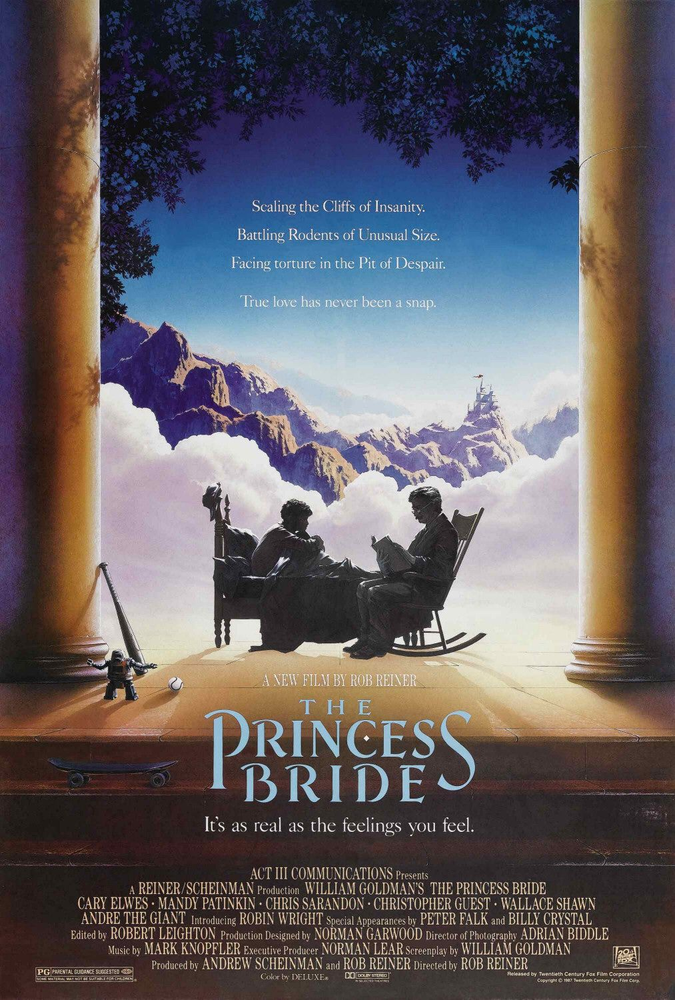 Scaling the Cliffs of Insanity.
Battling Rodents of Unusual Size.
Facing torture in the Pit of Despair.
True love has never been a snap.
A NEW FILM BY ROB REINER
THE
PRINCESS
BRIDE
It's as real as the feelings you feel.
ACT III COMMUNICATIONS Presents
A REINER/SCHEINMAN Production WILLIAM GOLDMAN'S THE PRINCESS BRIDE
CARY ELWES · MANDY PATINKIN · CHRIS SARANDON · CHRISTOPHER GUEST · WALLACE SHAWN
ANDRE THE GIANT Introducing ROBIN WRIGHT Special Appearances by PETER FALK and BILLY CRYSTAL
Edited by ROBERT LEIGHTON Production Designed by NORMAN GARWOOD Director of Photography ADRIAN BIDDLE
Music by MARK KNOPFLER Executive Producer NORMAN LEAR Screenplay by WILLIAM GOLDMAN
Produced by ANDREW SCHEINMAN and ROB REINER Directed by ROB REINER
PG PARENTAL GUIDANCE SUGGESTED
SOME MATERIAL MAY NOT BE SUITABLE FOR CHILDREN
Color by DELUXE®
DOLBY STEREO
IN SELECTED THEATRES
20th CENTURY FOX
Released by Twentieth Century Fox Film Corporation
Copyright © 1987 Twentieth Century Fox Film Corp.